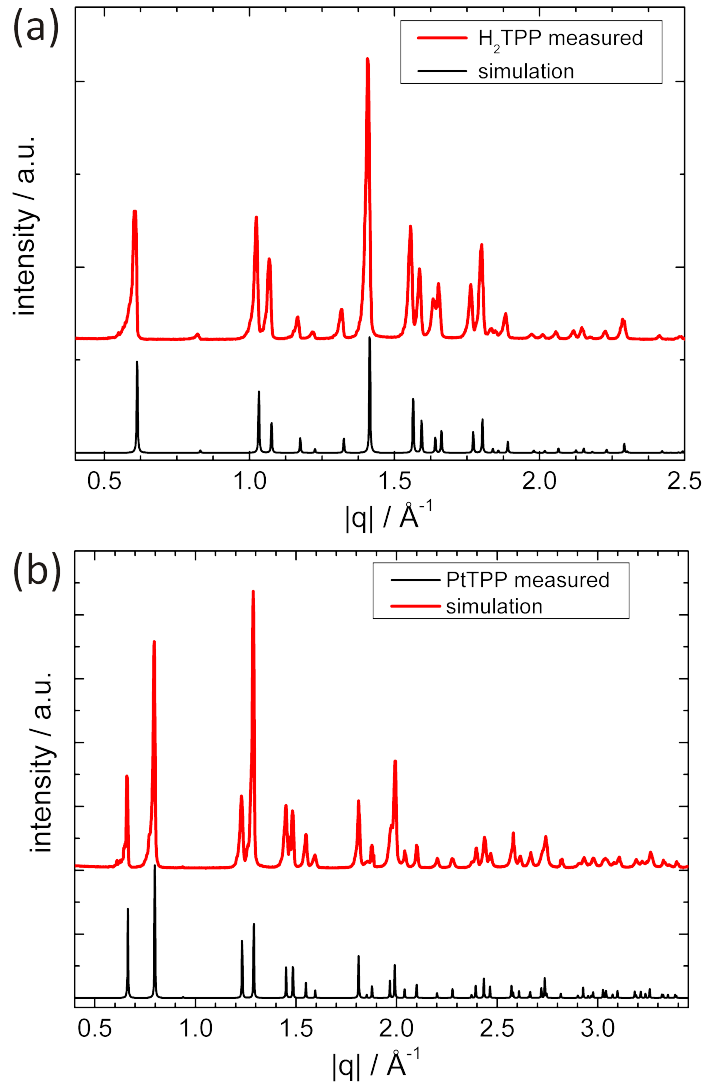 (a)
H₂TPP measured
simulation
intensity / a.u.
0.5 1.0 1.5 2.0 2.5
|q| / Å⁻¹
(b)
PtTPP measured
simulation
intensity / a.u.
0.5 1.0 1.5 2.0 2.5 3.0
|q| / Å⁻¹